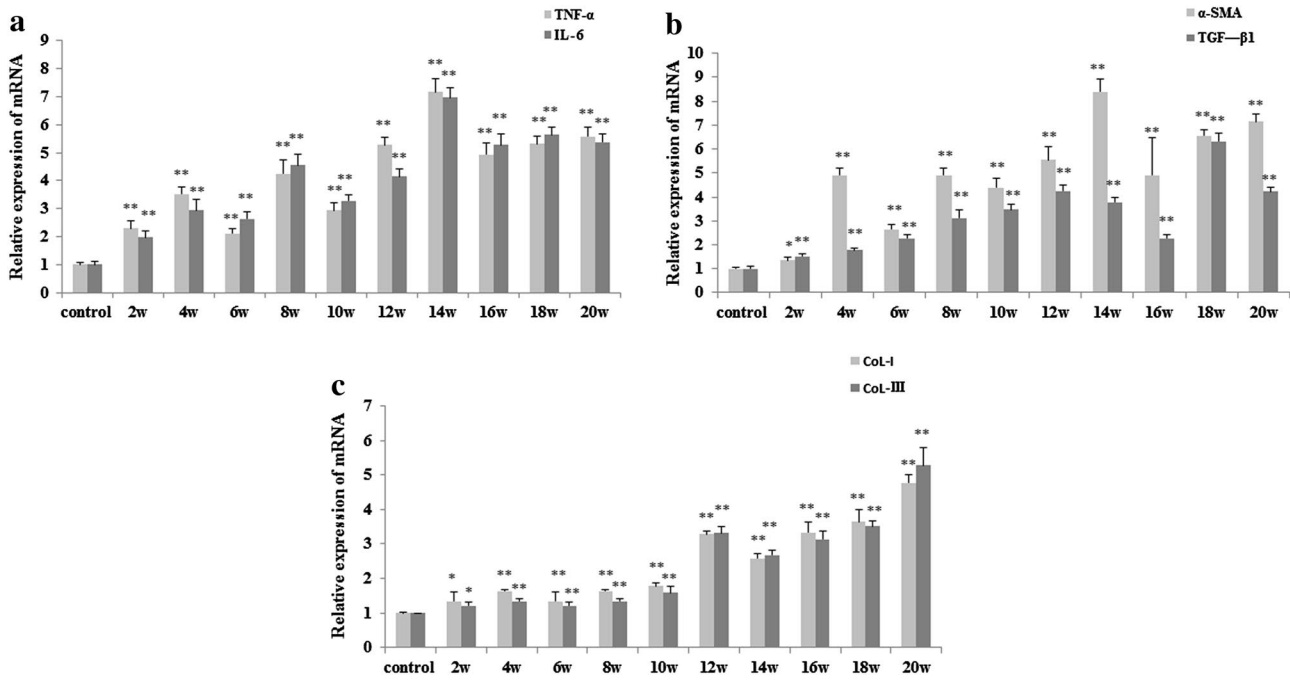 a
TNF-α
IL-6
Relative expression of mRNA
9
8
7
6
5
4
3
2
1
0
** ** ** ** ** ** ** ** ** ** ** ** ** ** ** ** ** ** ** **
control 2w 4w 6w 8w 10w 12w 14w 16w 18w 20w
b
α-SMA
TGF—β1
Relative expression of mRNA
10
9
8
7
6
5
4
3
2
1
0
* ** ** ** ** ** ** ** ** ** ** ** ** ** ** ** ** ** ** **
control 2w 4w 6w 8w 10w 12w 14w 16w 18w 20w
c
CoL-I
CoL-III
Relative expression of mRNA
7
6
5
4
3
2
1
0
* * ** ** ** ** ** ** ** ** ** ** ** ** ** ** ** ** ** **
control 2w 4w 6w 8w 10w 12w 14w 16w 18w 20w